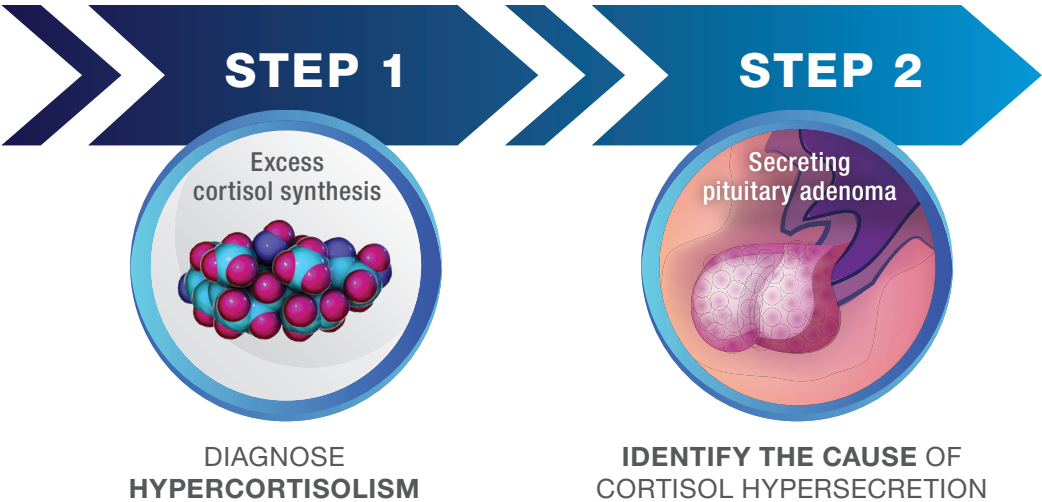 STEP 1
STEP 2
Excess
cortisol synthesis
Secreting
pituitary adenoma
DIAGNOSE
HYPERCORTISOLISM
IDENTIFY THE CAUSE OF
CORTISOL HYPERSECRETION